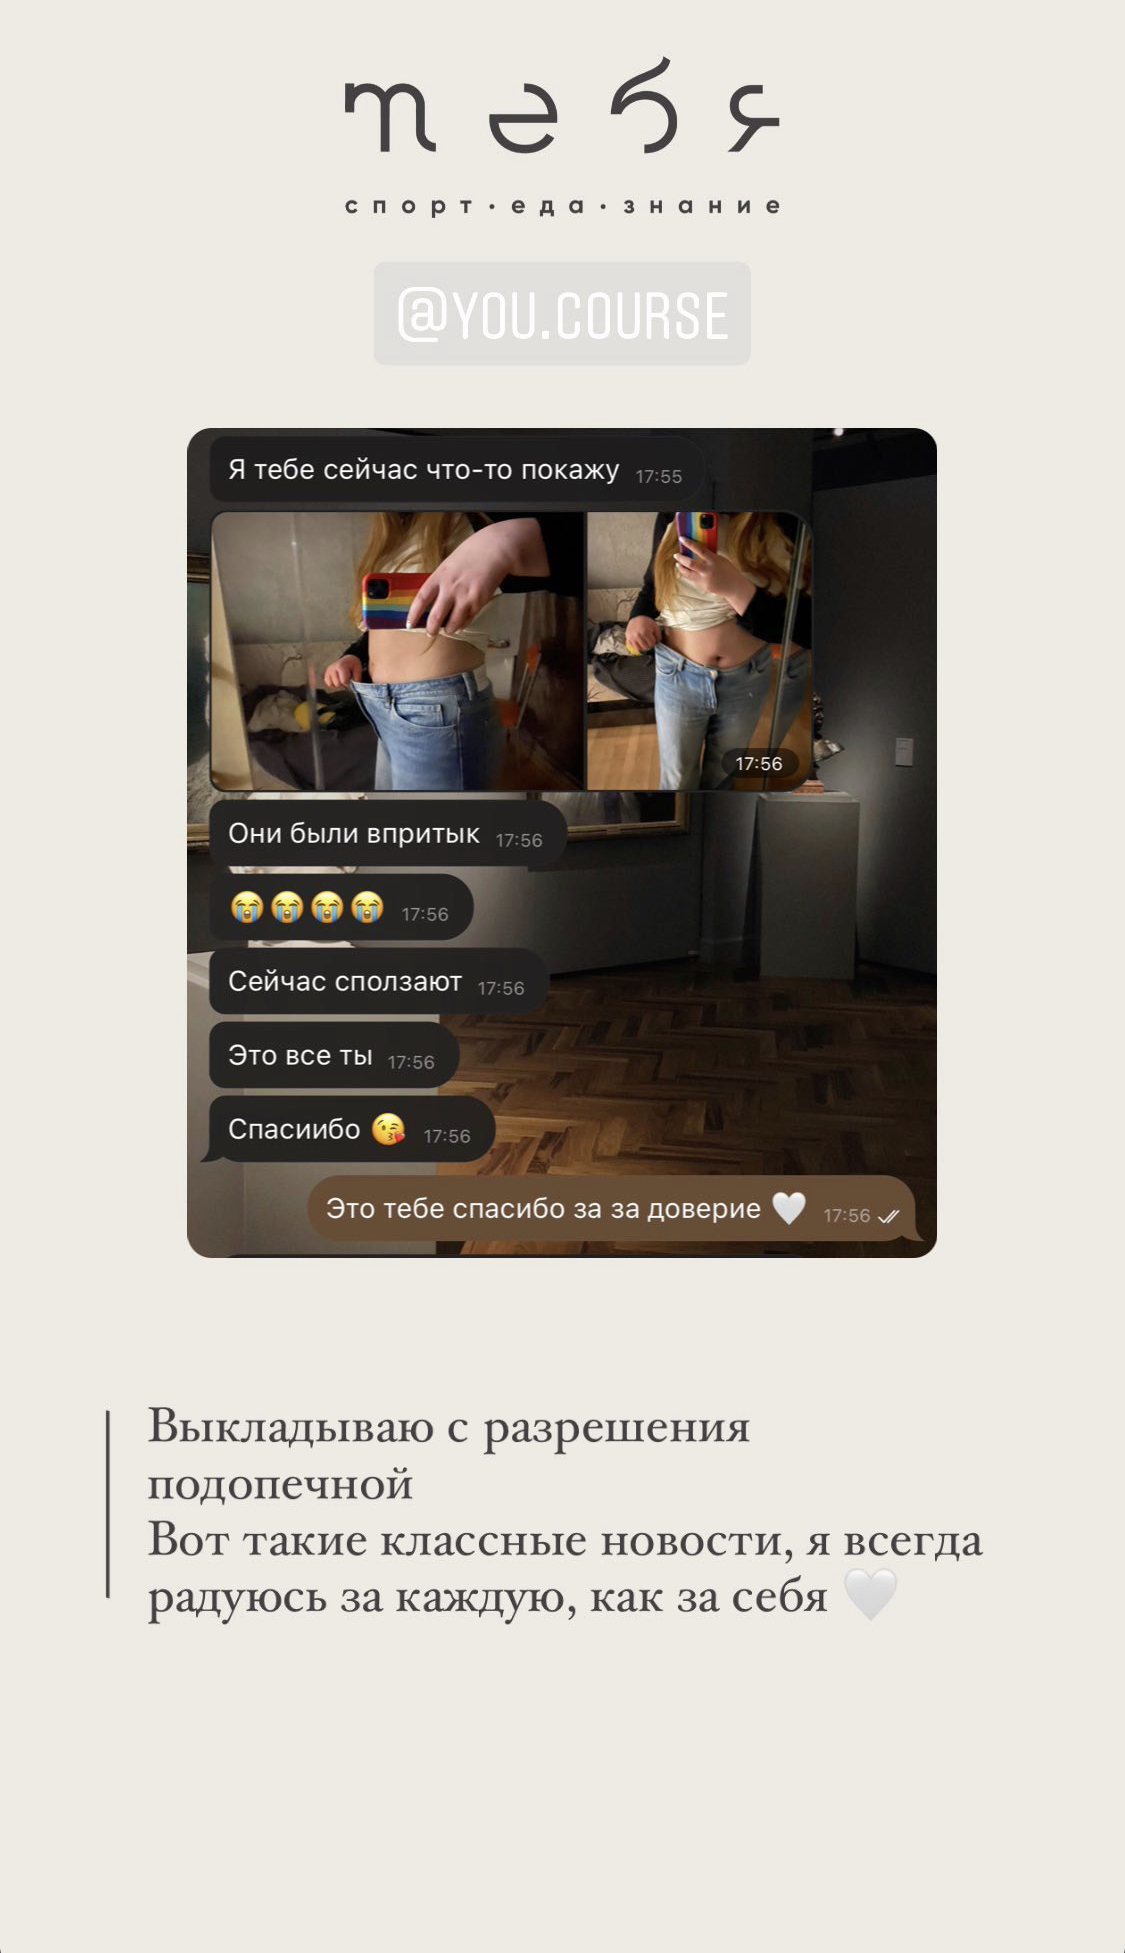 тебя
спорт·еда·знание
@YOU.COURSE
Я тебе сейчас что-то покажу 17:55
17:56
Они были впритык 17:56
😭😭😭😭 17:56
Сейчас сползают 17:56
Это все ты 17:56
Спасиибо 😘 17:56
Это тебе спасибо за за доверие 🤍 17:56
Выкладываю с разрешения
подопечной
Вот такие классные новости, я всегда
радуюсь за каждую, как за себя 🤍